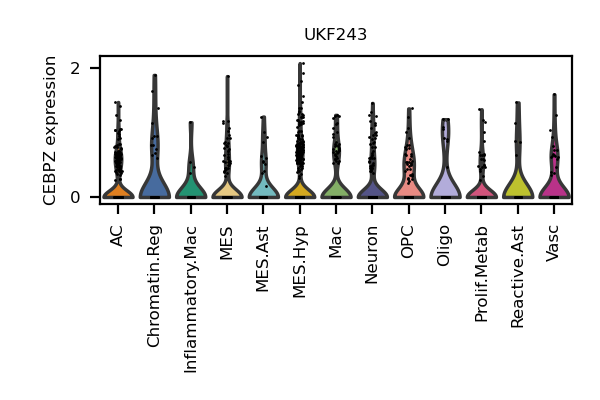 UKF243
CEBPZ expression
2
0
AC
Chromatin.Reg
Inflammatory.Mac
MES
MES.Ast
MES.Hyp
Mac
Neuron
OPC
Oligo
Prolif.Metab
Reactive.Ast
Vasc